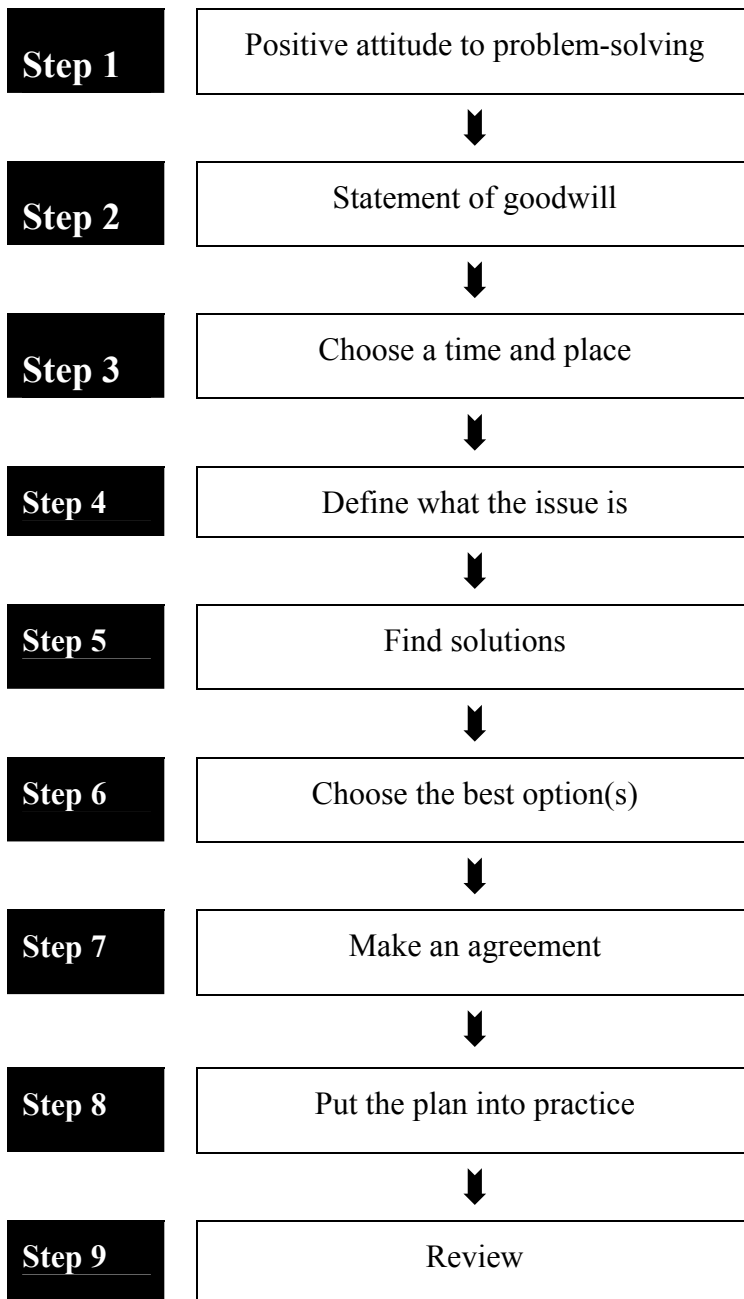 Step 1
Positive attitude to problem-solving
Step 2
Statement of goodwill
Step 3
Choose a time and place
Step 4
Define what the issue is
Step 5
Find solutions
Step 6
Choose the best option(s)
Step 7
Make an agreement
Step 8
Put the plan into practice
Step 9
Review